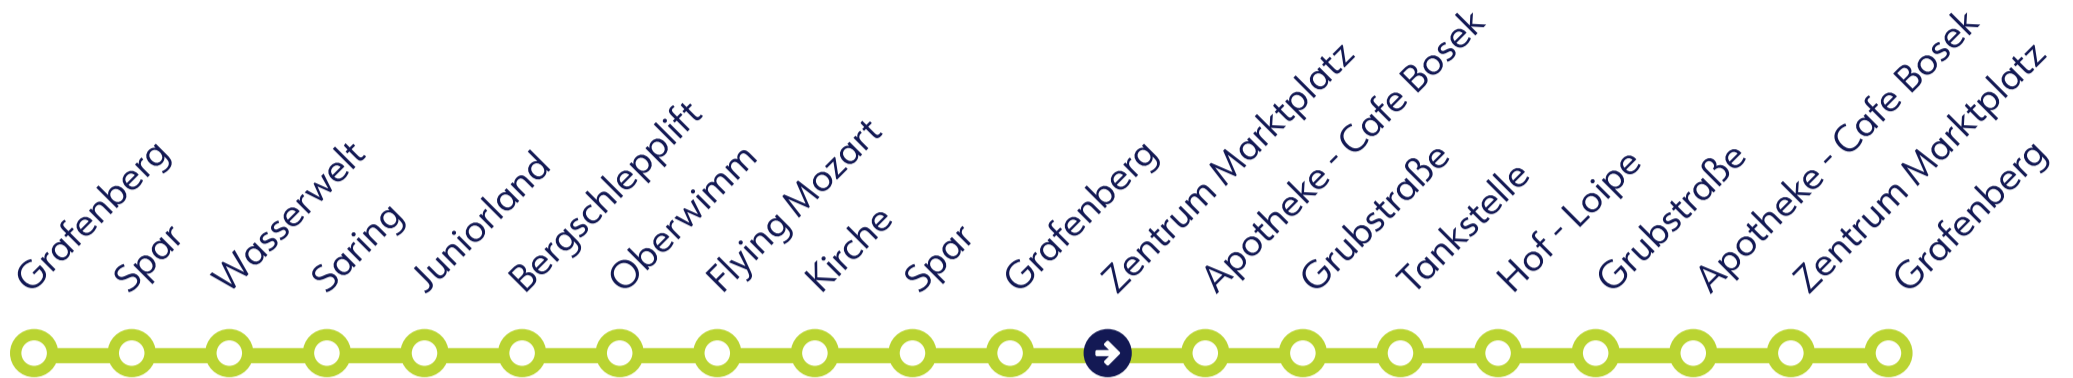 Grafenberg
Spar
Wasserwelt
Saring
Juniorland
Bergschlepplift
Oberwimm
Flying Mozart
Kirche
Spar
Grafenberg
Zentrum Marktplatz
Apotheke - Cafe Bosek
Grubstraße
Tankstelle
Hof - Loipe
Grubstraße
Apotheke - Cafe Bosek
Zentrum Marktplatz
Grafenberg